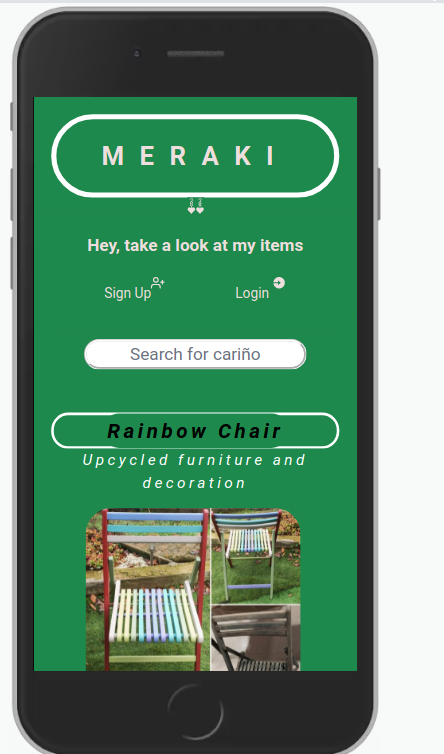 M E R A K I
Hey, take a look at my items
Sign Up
Login
Search for cariño
Rainbow Chair
Upcycled furniture and
decoration